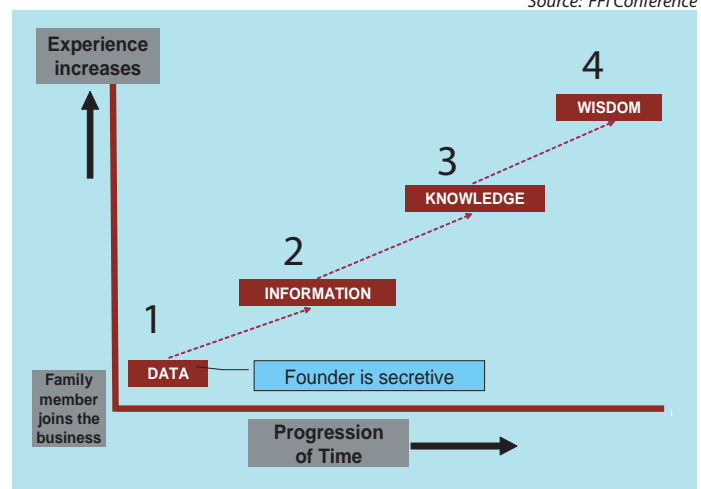 Source: FFI Conference
Experience
increases
4
WISDOM
3
KNOWLEDGE
2
INFORMATION
1
DATA
Founder is secretive
Family
member
joins the
business
Progression
of Time